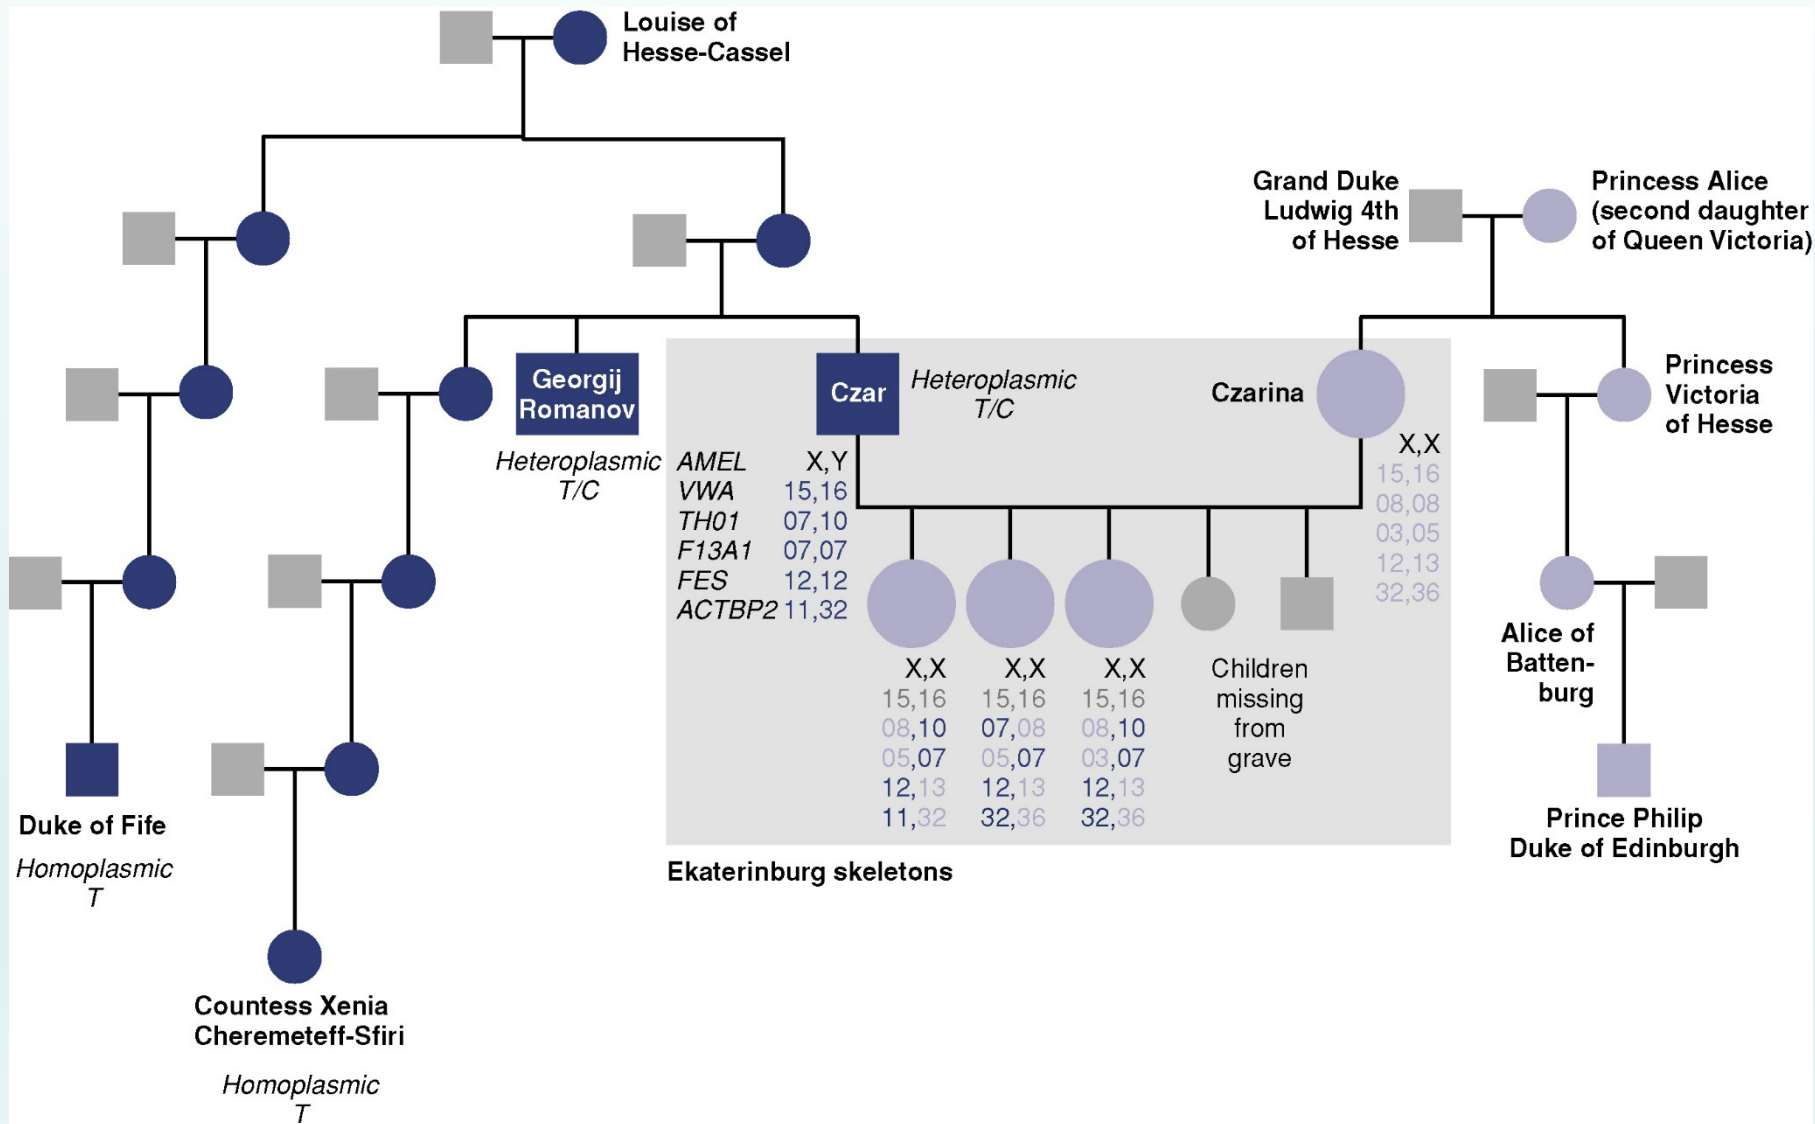 Louise of
Hesse-Cassel
Grand Duke
Ludwig 4th
of Hesse
Princess Alice
(second daughter
of Queen Victoria)
Georgij
Romanov
Heteroplasmic
T/C
Czar
Heteroplasmic
T/C
Czarina
Princess
Victoria
of Hesse
AMEL X,Y
VWA 15,16
TH01 07,10
F13A1 07,07
FES 12,12
ACTBP2 11,32
X,X
15,16
08,08
03,05
12,13
32,36
X,X
15,16
08,10
05,07
12,13
11,32
X,X
15,16
07,08
05,07
12,13
32,36
X,X
15,16
08,10
03,07
12,13
32,36
Children
missing
from
grave
Alice of
Batten-
burg
Duke of Fife
Homoplasmic
T
Prince Philip
Duke of Edinburgh
Ekaterinburg skeletons
Countess Xenia
Cheremeteff-Sfiri
Homoplasmic
T